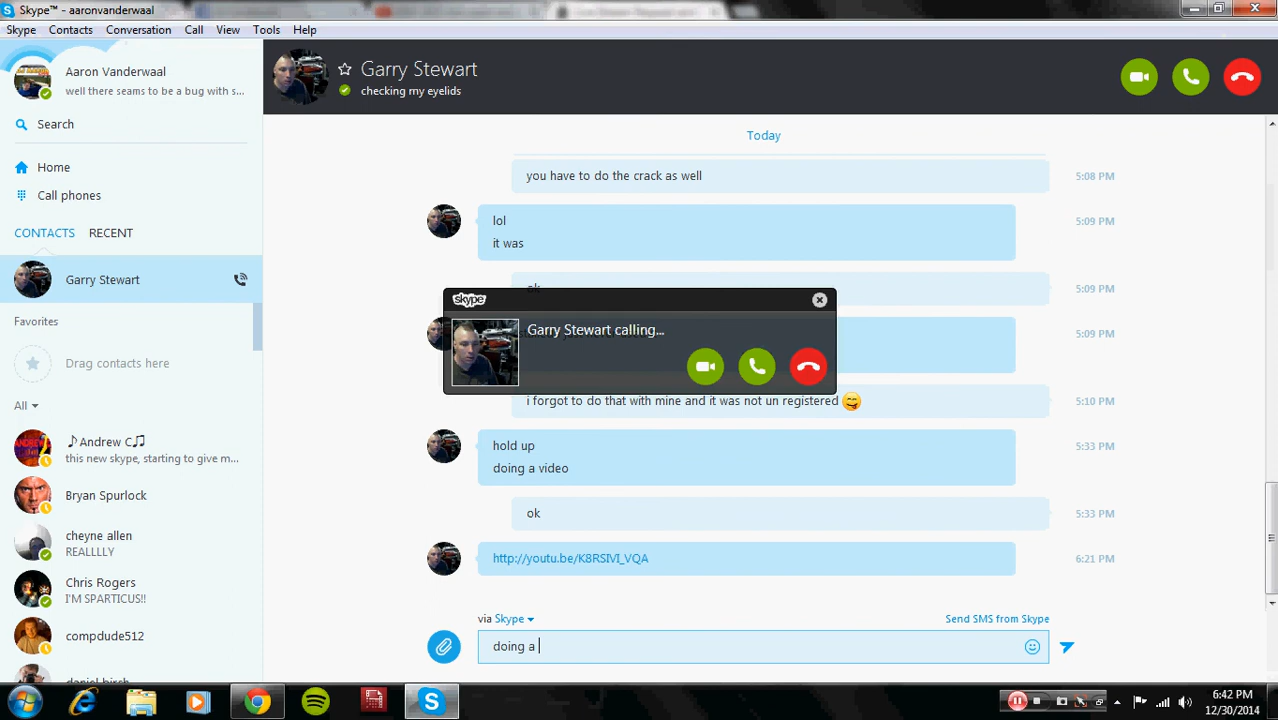 Skype™ - aaronvanderwaal
Skype Contacts Conversation Call View Tools Help
Aaron Vanderwaal
well there seams to be a bug with s...
Search
Home
Call phones
CONTACTS RECENT
Garry Stewart
Favorites
Drag contacts here
All
♪Andrew C♫
this new skype, starting to give m...
Bryan Spurlock
cheyne allen
REALLLLY
Chris Rogers
I'M SPARTICUS!!
compdude512
Garry Stewart
checking my eyelids
Today
you have to do the crack as well 5:08 PM
lol 5:09 PM
it was
ok 5:09 PM
5:09 PM
skype
Garry Stewart calling...
i forgot to do that with mine and it was not un registered 5:10 PM
hold up 5:33 PM
doing a video
ok 5:33 PM
http://youtu.be/K8RSIVI_VQA 6:21 PM
via Skype Send SMS from Skype
doing a
6:42 PM
12/30/2014